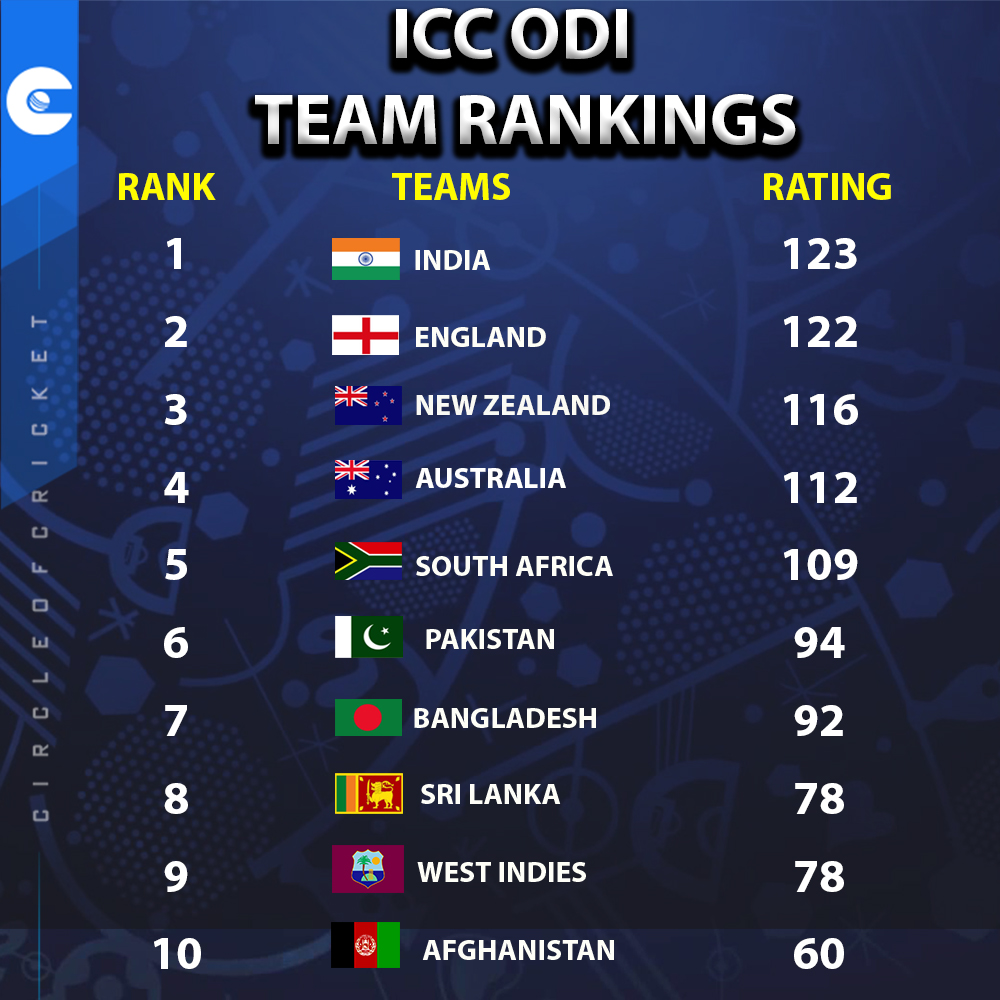 ICC ODI
TEAM RANKINGS
RANK TEAMS RATING
1 INDIA 123
2 ENGLAND 122
3 NEW ZEALAND 116
4 AUSTRALIA 112
5 SOUTH AFRICA 109
6 PAKISTAN 94
7 BANGLADESH 92
8 SRI LANKA 78
9 WEST INDIES 78
10 AFGHANISTAN 60
CIRCLEOFCRICKET